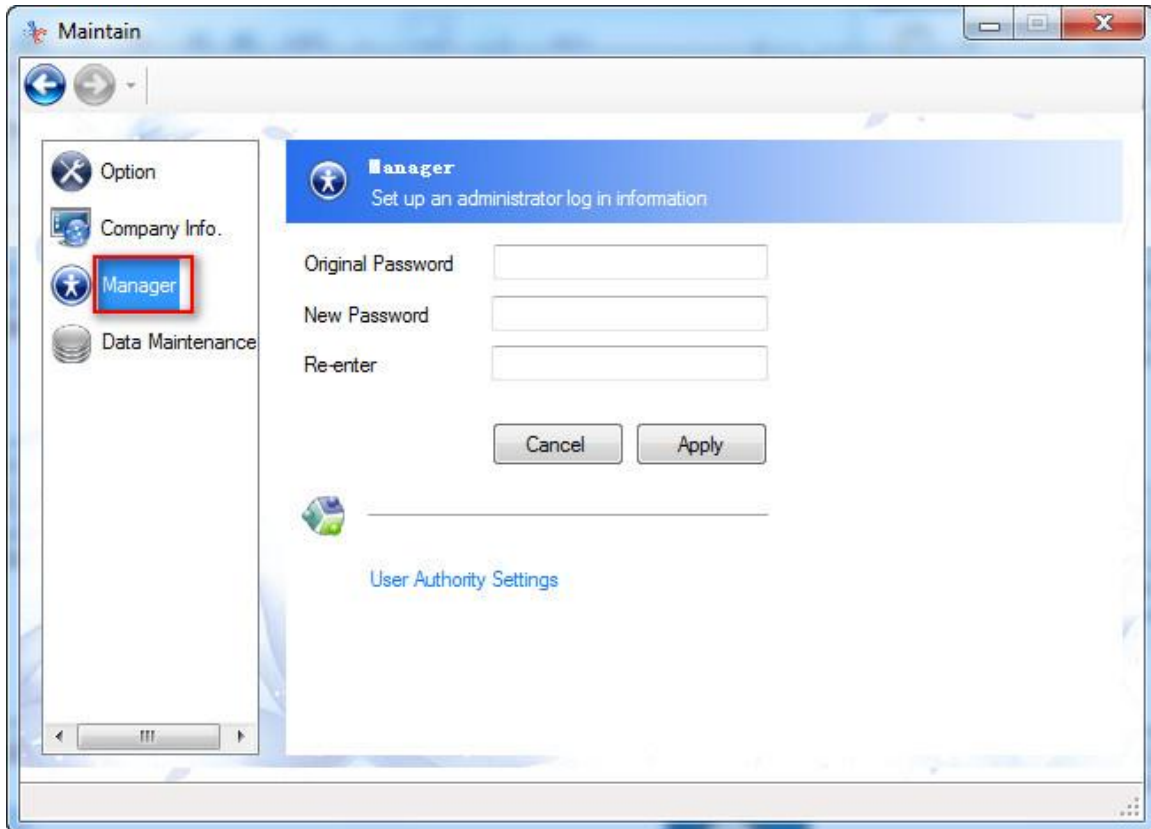 Maintain
Option
Company Info.
Manager
Data Maintenance
Manager
Set up an administrator log in information
Original Password
New Password
Re-enter
Cancel Apply
User Authority Settings